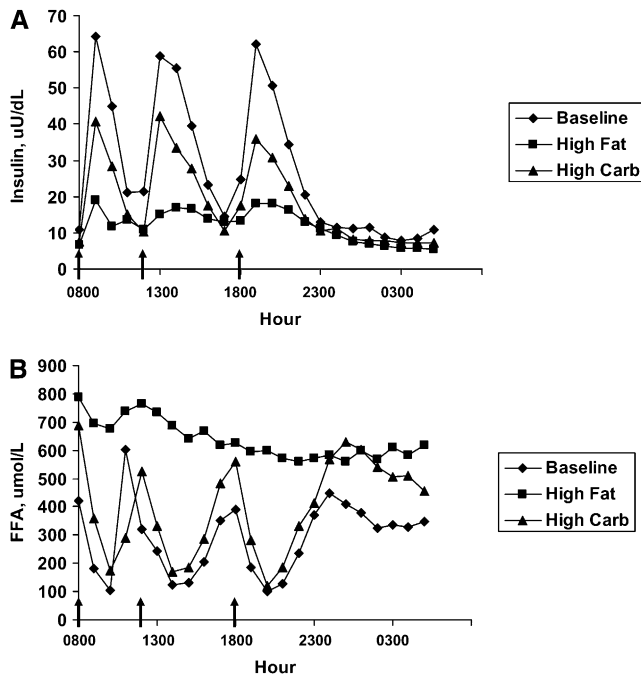 A
70
60
50
40
30
20
10
0
Insulin, uU/dL
0800 1300 1800 2300 0300
Hour
Baseline
High Fat
High Carb
B
900
800
700
600
500
400
300
200
100
0
FFA, umol/L
0800 1300 1800 2300 0300
Hour
Baseline
High Fat
High Carb